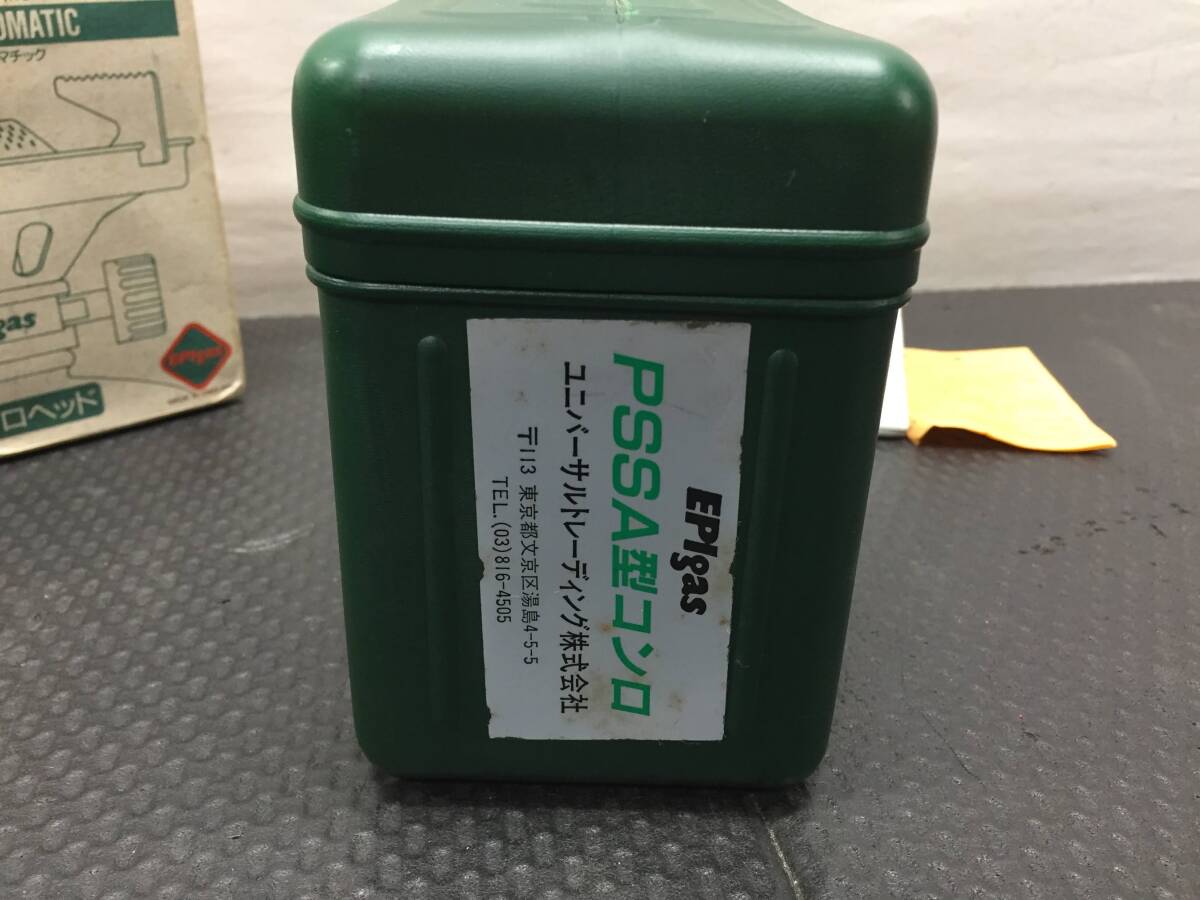 OMATIC
マチック
gas
EPIgas
ロヘッド
EPIgas
PSSA型コンロ
ユニバーサルトレーディング株式会社
〒113 東京都文京区湯島4-5-5
TEL.(03)816-4505